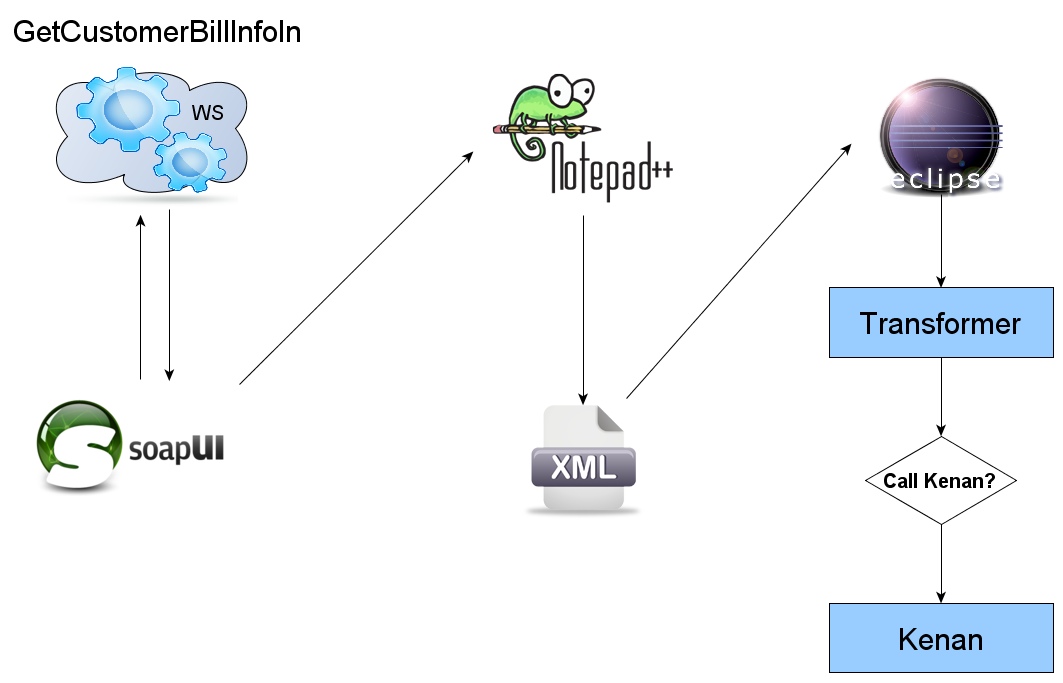 GetCustomerBillInfoIn
WS
Notepad++
eclipse
Transformer
soapUI
XML
Call Kenan?
Kenan